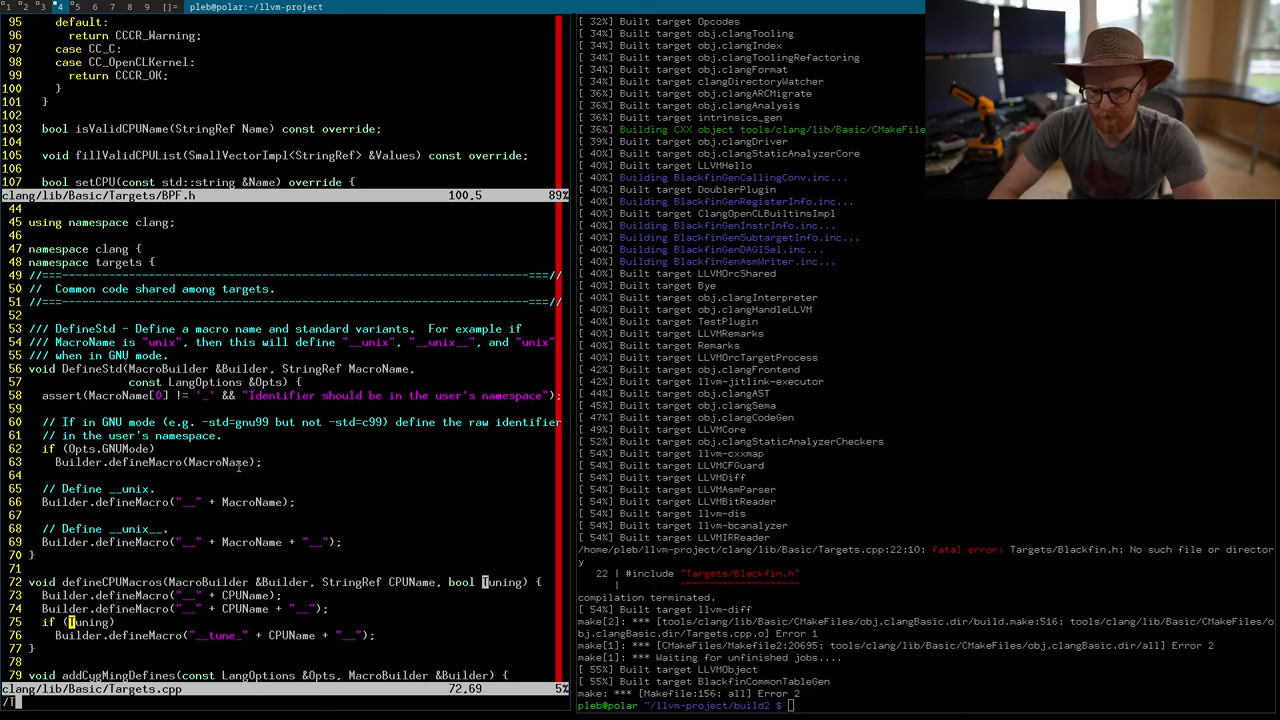 1 2 3 4 5 6 7 8 9 []= pleb@polar:~/llvm-project
95 default:
96 return CCCR_Warning;
97 case CC_C:
98 case CC_OpenCLKernel:
99 return CCCR_OK;
100 }
101 }
102
103 bool isValidCPUName(StringRef Name) const override;
104
105 void fillValidCPUList(SmallVectorImpl<StringRef> &Values) const override;
106
107 bool setCPU(const std::string &Name) override {
clang/lib/Basic/Targets/BPF.h 100,5 89%
44
45 using namespace clang;
46
47 namespace clang {
48 namespace targets {
49 //===----------------------------------------------------------------------===//
50 // Common code shared among targets.
51 //===----------------------------------------------------------------------===//
52
53 /// DefineStd - Define a macro name and standard variants. For example if
54 /// MacroName is "unix", then this will define "__unix", "__unix__", and "unix"
55 /// when in GNU mode.
56 void DefineStd(MacroBuilder &Builder, StringRef MacroName,
57 const LangOptions &Opts) {
58 assert(MacroName[0] != '_' && "Identifier should be in the user's namespace");
59
60 // If in GNU mode (e.g. -std=gnu99 but not -std=c99) define the raw identifier
61 // in the user's namespace.
62 if (Opts.GNUMode)
63 Builder.defineMacro(MacroName);
64
65 // Define __unix.
66 Builder.defineMacro("__" + MacroName);
67
68 // Define __unix__.
69 Builder.defineMacro("__" + MacroName + "__");
70 }
71
72 void defineCPUMacros(MacroBuilder &Builder, StringRef CPUName, bool Tuning) {
73 Builder.defineMacro("__" + CPUName);
74 Builder.defineMacro("__" + CPUName + "__");
75 if (Tuning)
76 Builder.defineMacro("__tune_" + CPUName + "__");
77 }
78
79 void addCygMingDefines(const LangOptions &Opts, MacroBuilder &Builder) {
clang/lib/Basic/Targets.cpp 72,69 5%
/T
[ 32%] Built target Opcodes
[ 34%] Built target obj.clangTooling
[ 34%] Built target obj.clangIndex
[ 34%] Built target obj.clangToolingRefactoring
[ 34%] Built target obj.clangFormat
[ 34%] Built target clangDirectoryWatcher
[ 36%] Built target obj.clangARCMigrate
[ 36%] Built target obj.clangAnalysis
[ 36%] Built target intrinsics_gen
[ 36%] Building CXX object tools/clang/lib/Basic/CMakeFile
[ 39%] Built target obj.clangDriver
[ 40%] Built target obj.clangStaticAnalyzerCore
[ 40%] Built target LLVMHello
[ 40%] Building BlackfinGenCallingConv.inc...
[ 40%] Built target DoublerPlugin
[ 40%] Building BlackfinGenRegisterInfo.inc...
[ 40%] Built target ClangOpenCLBuiltinsImpl
[ 40%] Building BlackfinGenInstrInfo.inc...
[ 40%] Building BlackfinGenSubtargetInfo.inc...
[ 40%] Building BlackfinGenDAGISel.inc...
[ 40%] Building BlackfinGenAsmWriter.inc...
[ 40%] Built target LLVMOrcShared
[ 40%] Built target Bye
[ 40%] Built target obj.clangInterpreter
[ 40%] Built target obj.clangHandleLLVM
[ 40%] Built target TestPlugin
[ 40%] Built target LLVMRemarks
[ 40%] Built target Remarks
[ 40%] Built target LLVMOrcTargetProcess
[ 42%] Built target obj.clangFrontend
[ 42%] Built target llvm-jitlink-executor
[ 44%] Built target obj.clangAST
[ 45%] Built target obj.clangSema
[ 47%] Built target obj.clangCodeGen
[ 49%] Built target LLVMCore
[ 52%] Built target obj.clangStaticAnalyzerCheckers
[ 54%] Built target llvm-cxxmap
[ 54%] Built target LLVMCFGuard
[ 54%] Built target LLVMDiff
[ 54%] Built target LLVMAsmParser
[ 54%] Built target LLVMBitReader
[ 54%] Built target llvm-dis
[ 54%] Built target llvm-bcanalyzer
[ 54%] Built target LLVMIRReader
/home/pleb/llvm-project/clang/lib/Basic/Targets.cpp:22:10: fatal error: Targets/Blackfin.h: No such file or director
y
22 | #include "Targets/Blackfin.h"
| ^~~~~~~~~~~~~~~~~~~~
compilation terminated.
[ 54%] Built target llvm-diff
make[2]: *** [tools/clang/lib/Basic/CMakeFiles/obj.clangBasic.dir/build.make:516: tools/clang/lib/Basic/CMakeFiles/o
bj.clangBasic.dir/Targets.cpp.o] Error 1
make[1]: *** [CMakeFiles/Makefile2:20695: tools/clang/lib/Basic/CMakeFiles/obj.clangBasic.dir/all] Error 2
make[1]: *** Waiting for unfinished jobs....
[ 55%] Built target LLVMObject
[ 55%] Built target BlackfinCommonTableGen
make: *** [Makefile:156: all] Error 2
pleb@polar ~/llvm-project/build2 $